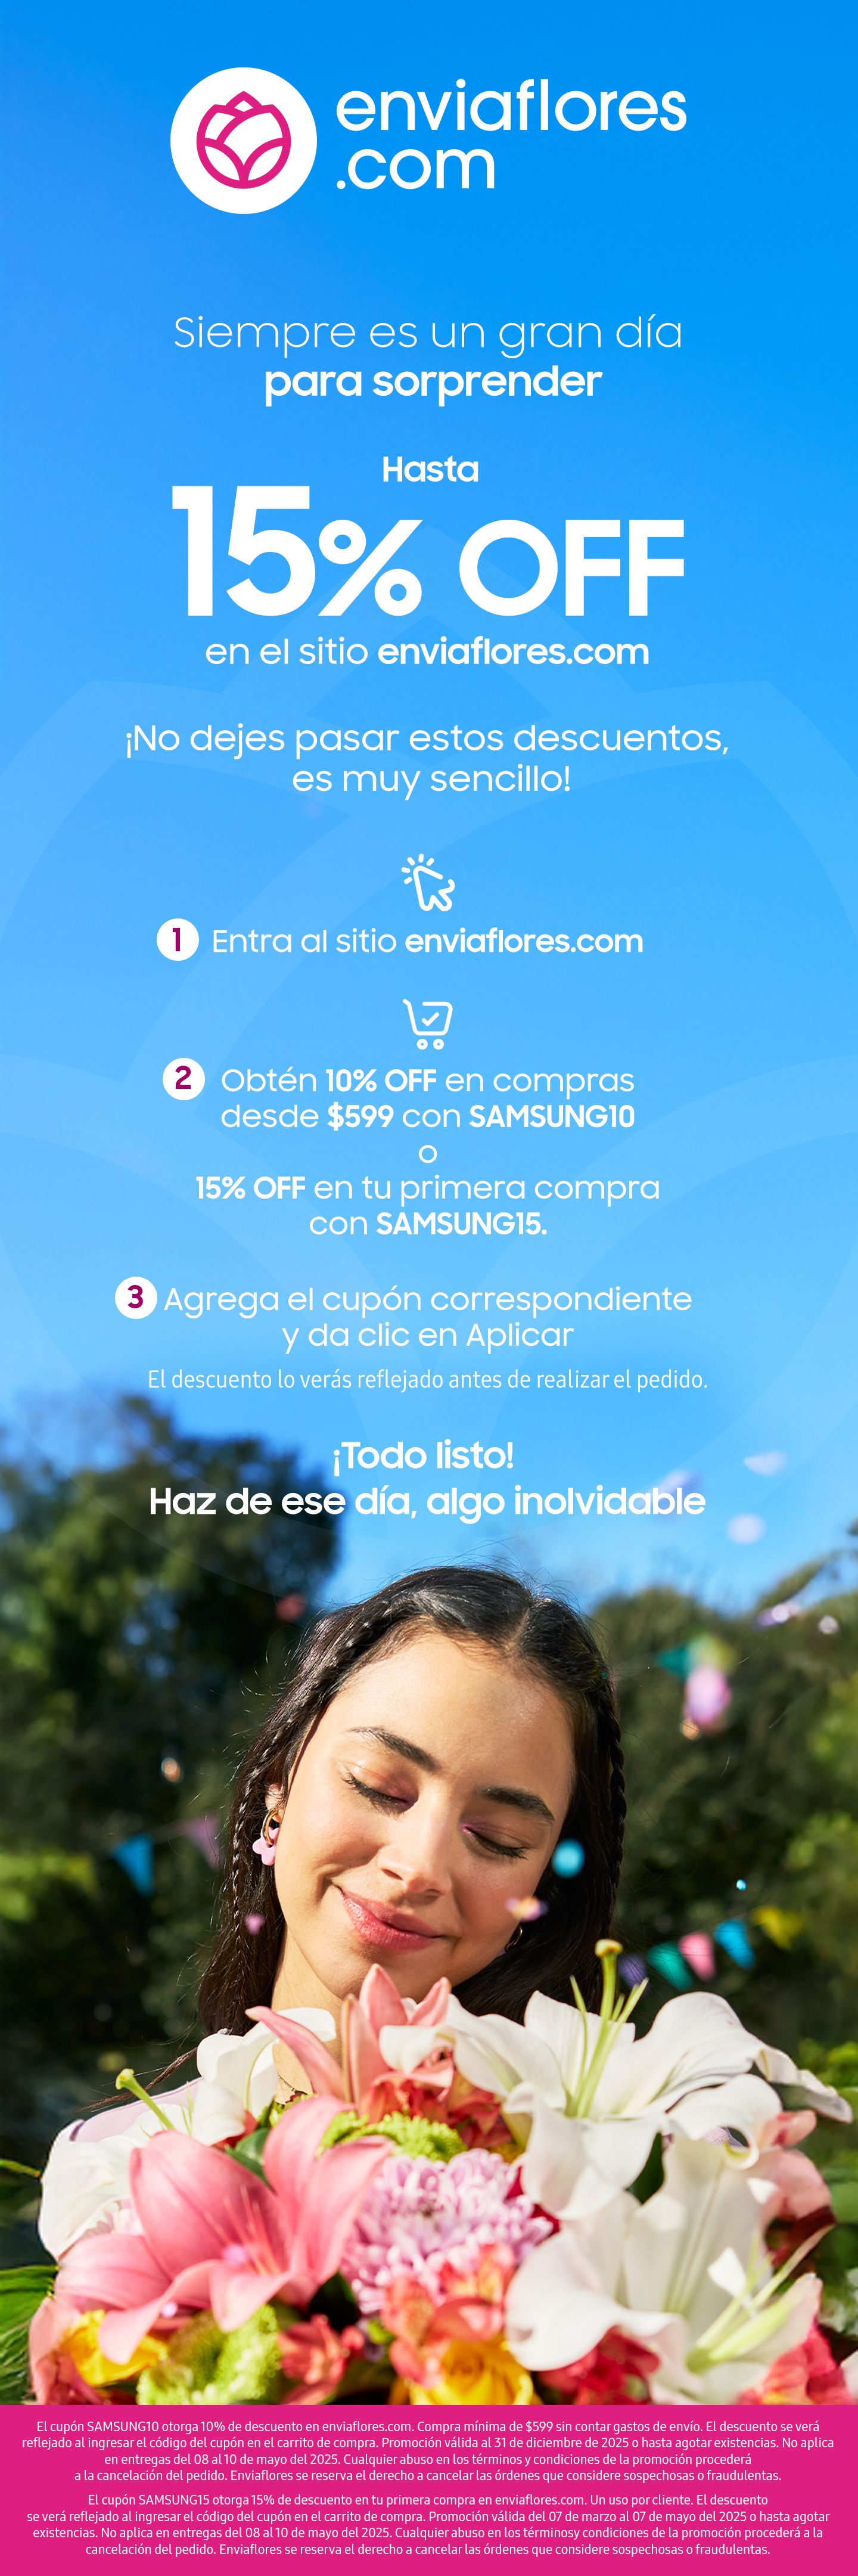 enviaflores
.com
Siempre es un gran día
para sorprender
Hasta
15% OFF
en el sitio enviaflores.com
¡No dejes pasar estos descuentos,
es muy sencillo!
1 Entra al sitio enviaflores.com
2 Obtén 10% OFF en compras
desde $599 con SAMSUNG10
o
15% OFF en tu primera compra
con SAMSUNG15.
3 Agrega el cupón correspondiente
y da clic en Aplicar
El descuento lo verás reflejado antes de realizar el pedido.
¡Todo listo!
Haz de ese día, algo inolvidable
El cupón SAMSUNG10 otorga 10% de descuento en enviaflores.com. Compra mínima de $599 sin contar gastos de envío. El descuento se verá
reflejado al ingresar el código del cupón en el carrito de compra. Promoción válida al 31 de diciembre de 2025 o hasta agotar existencias. No aplica
en entregas del 08 al 10 de mayo del 2025. Cualquier abuso en los términos y condiciones de la promoción procederá
a la cancelación del pedido. Enviaflores se reserva el derecho a cancelar las órdenes que considere sospechosas o fraudulentas.
El cupón SAMSUNG15 otorga 15% de descuento en tu primera compra en enviaflores.com. Un uso por cliente. El descuento
se verá reflejado al ingresar el código del cupón en el carrito de compra. Promoción válida del 07 de marzo al 07 de mayo del 2025 o hasta agotar
existencias. No aplica en entregas del 08 al 10 de mayo del 2025. Cualquier abuso en los términosy condiciones de la promoción procederá a la
cancelación del pedido. Enviaflores se reserva el derecho a cancelar las órdenes que considere sospechosas o fraudulentas.